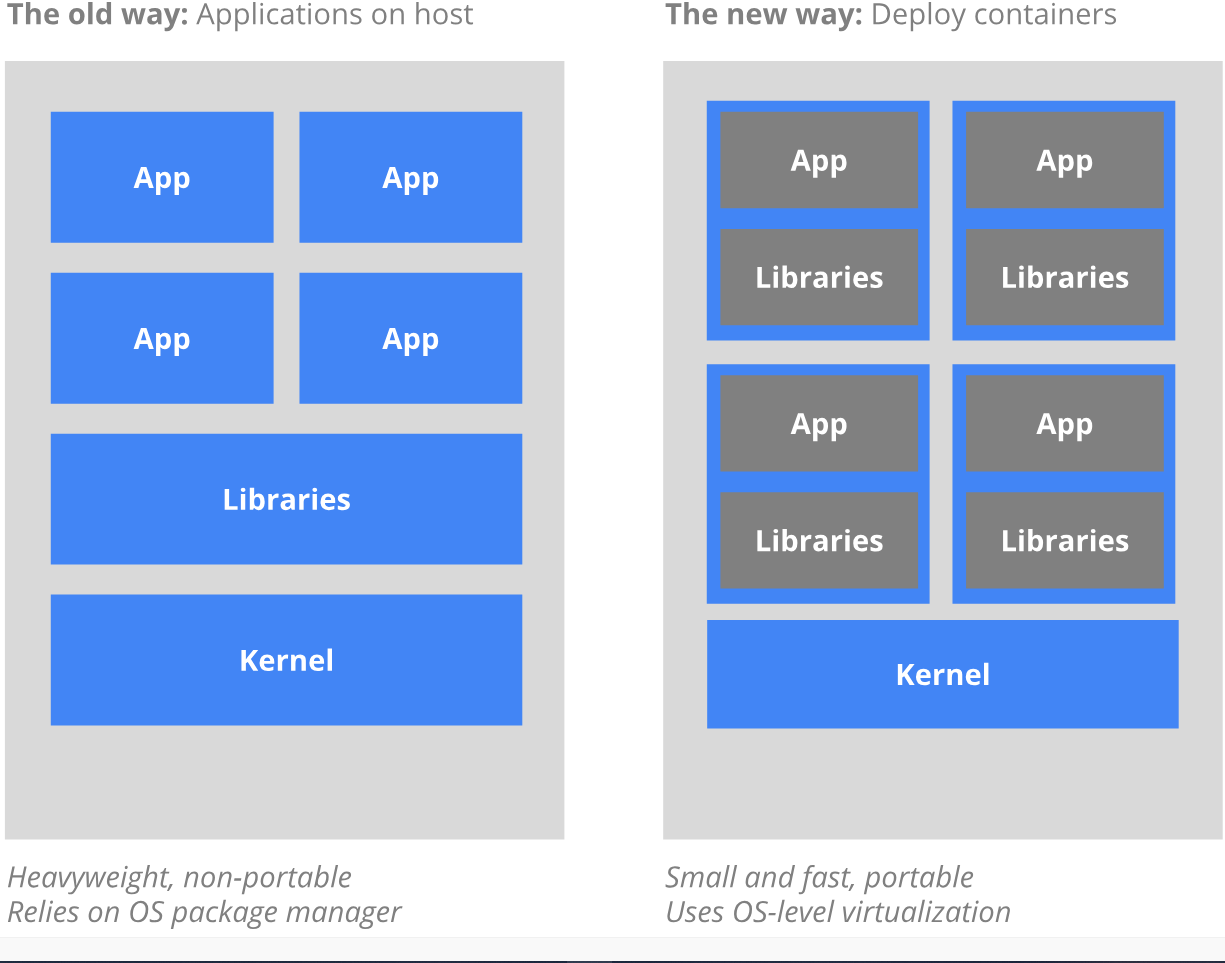 The old way: Applications on host
App
App
App
App
Libraries
Kernel
Heavyweight, non-portable
Relies on OS package manager
The new way: Deploy containers
App
App
Libraries
Libraries
App
App
Libraries
Libraries
Kernel
Small and fast, portable
Uses OS-level virtualization